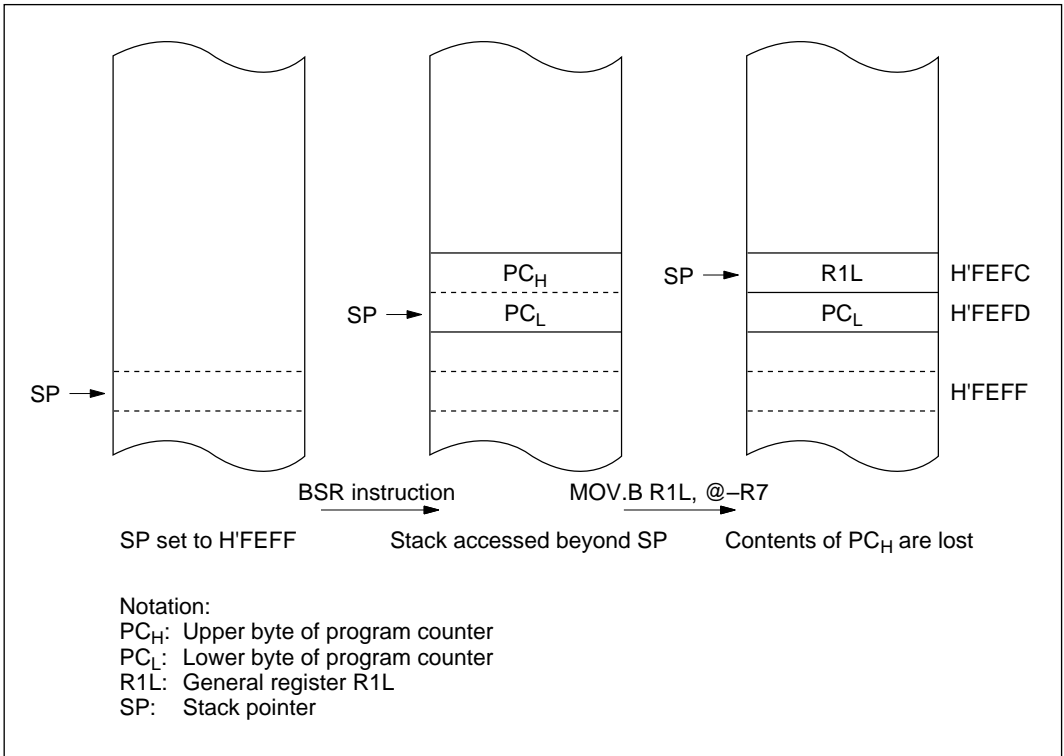 PCH
SP
R1L
H'FEFC
SP
PCL
PCL
H'FEFD
SP
H'FEFF
BSR instruction
MOV.B R1L, @–R7
SP set to H'FEFF
Stack accessed beyond SP
Contents of PCH are lost
Notation:
PCH: Upper byte of program counter
PCL: Lower byte of program counter
R1L: General register R1L
SP: Stack pointer